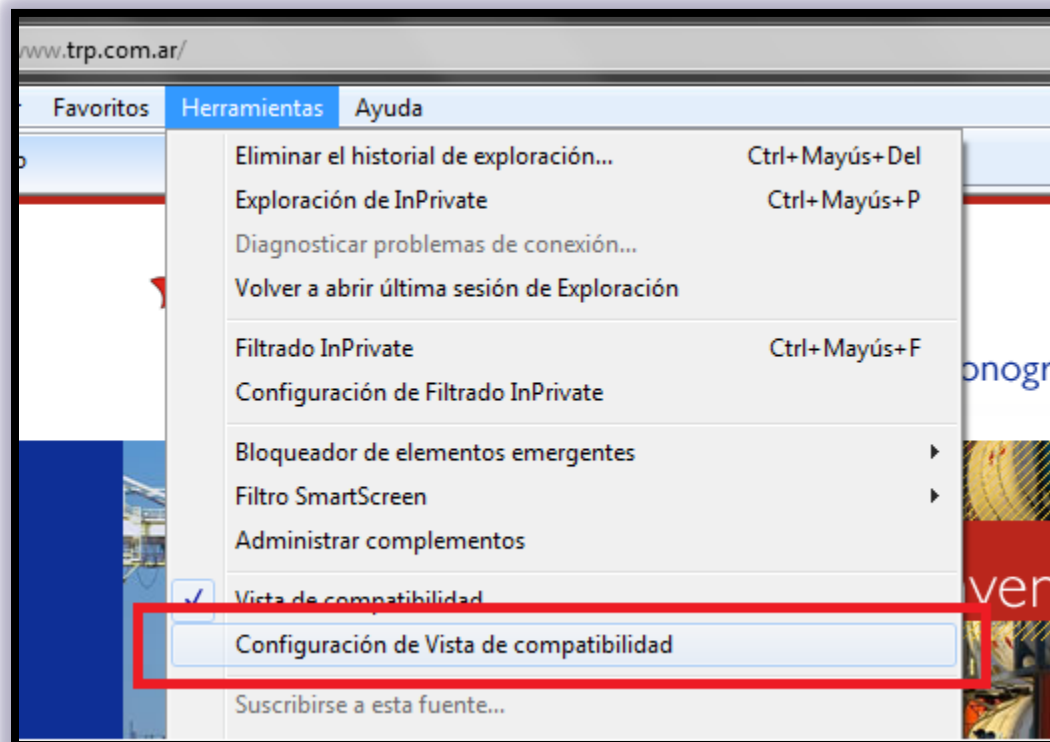 www.trp.com.ar/
Favoritos Herramientas Ayuda
Eliminar el historial de exploración... Ctrl+Mayús+Del
Exploración de InPrivate Ctrl+Mayús+P
Diagnosticar problemas de conexión...
Volver a abrir última sesión de Exploración
Filtrado InPrivate Ctrl+Mayús+F
onogr
Configuración de Filtrado InPrivate
Bloqueador de elementos emergentes
Filtro SmartScreen
Administrar complementos
Vista de compatibilidad
ver
Configuración de Vista de compatibilidad
Suscribirse a esta fuente...